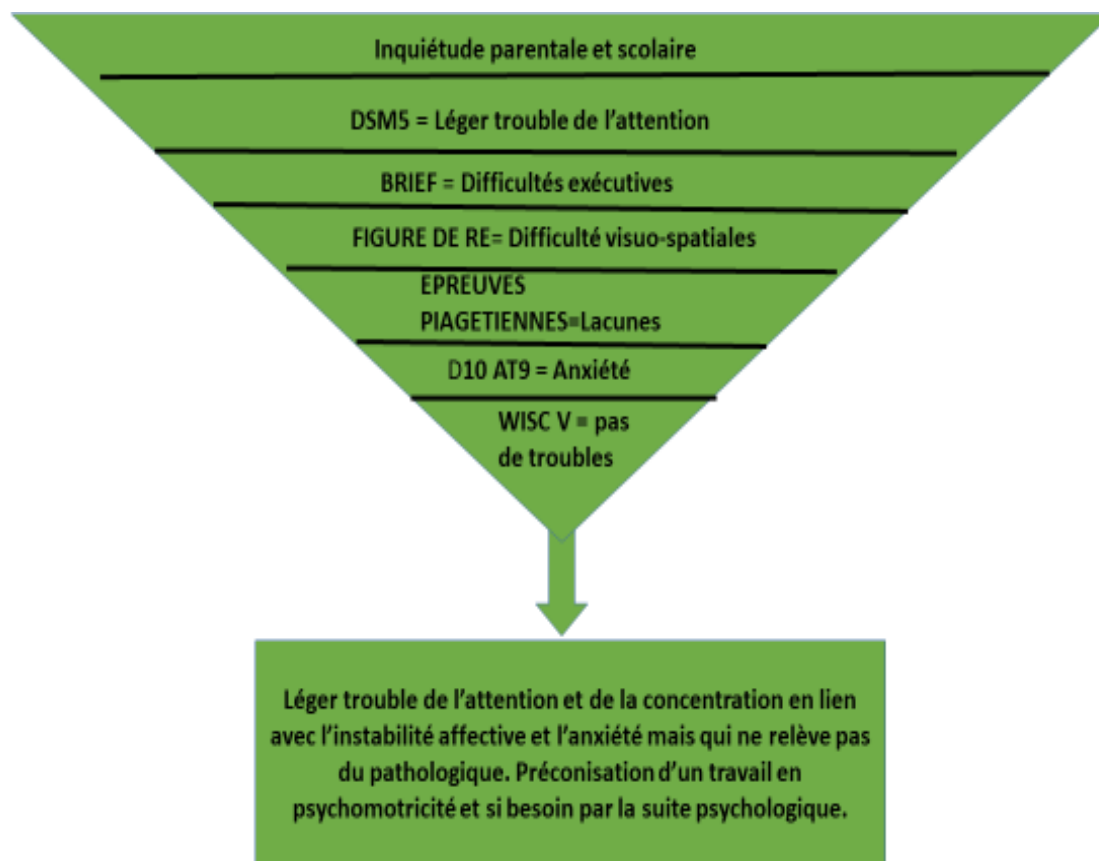 Inquiétude parentale et scolaire
DSM5 = Léger trouble de l'attention
BRIEF = Difficultés exécutives
FIGURE DE RE= Difficulté visuo-spatiales
EPREUVES
PIAGETIENNES=Lacunes
D10 AT9 = Anxiété
WISC V = pas
de troubles
Léger trouble de l'attention et de la concentration en lien
avec l'instabilité affective et l'anxiété mais qui ne relève pas
du pathologique. Préconisation d'un travail en
psychomotricité et si besoin par la suite psychologique.